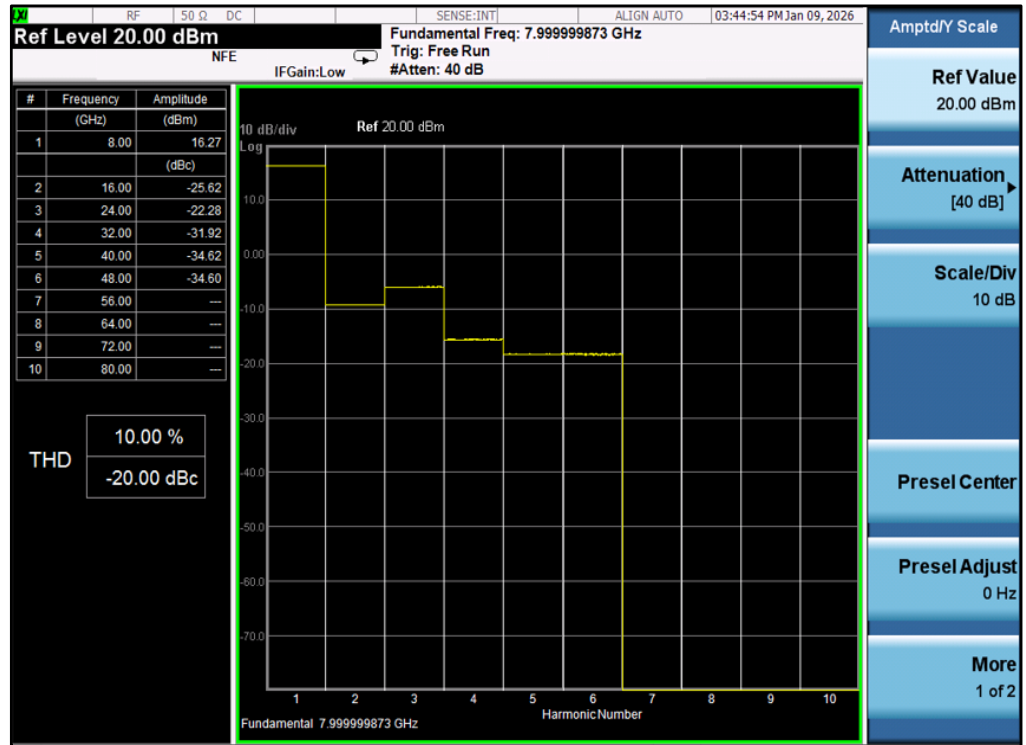 LXI RF 50 Ω DC SENSE:INT ALIGN AUTO 03:44:54 PM Jan 09, 2026
Ref Level 20.00 dBm
NFE
IFGain:Low
Fundamental Freq: 7.999999873 GHz
Trig: Free Run
#Atten: 40 dB
# Frequency Amplitude
(GHz) (dBm)
1 8.00 16.27
(dBc)
2 16.00 -25.62
3 24.00 -22.28
4 32.00 -31.92
5 40.00 -34.62
6 48.00 -34.60
7 56.00 ---
8 64.00 ---
9 72.00 ---
10 80.00 ---
THD
10.00 %
-20.00 dBc
10 dB/div Ref 20.00 dBm
Log
10.0
0.00
-10.0
-20.0
-30.0
-40.0
-50.0
-60.0
-70.0
1 2 3 4 5 6 7 8 9 10
Harmonic Number
Fundamental 7.999999873 GHz
Amptd/Y Scale
Ref Value
20.00 dBm
Attenuation
[40 dB]
Scale/Div
10 dB
Presel Center
Presel Adjust
0 Hz
More
1 of 2